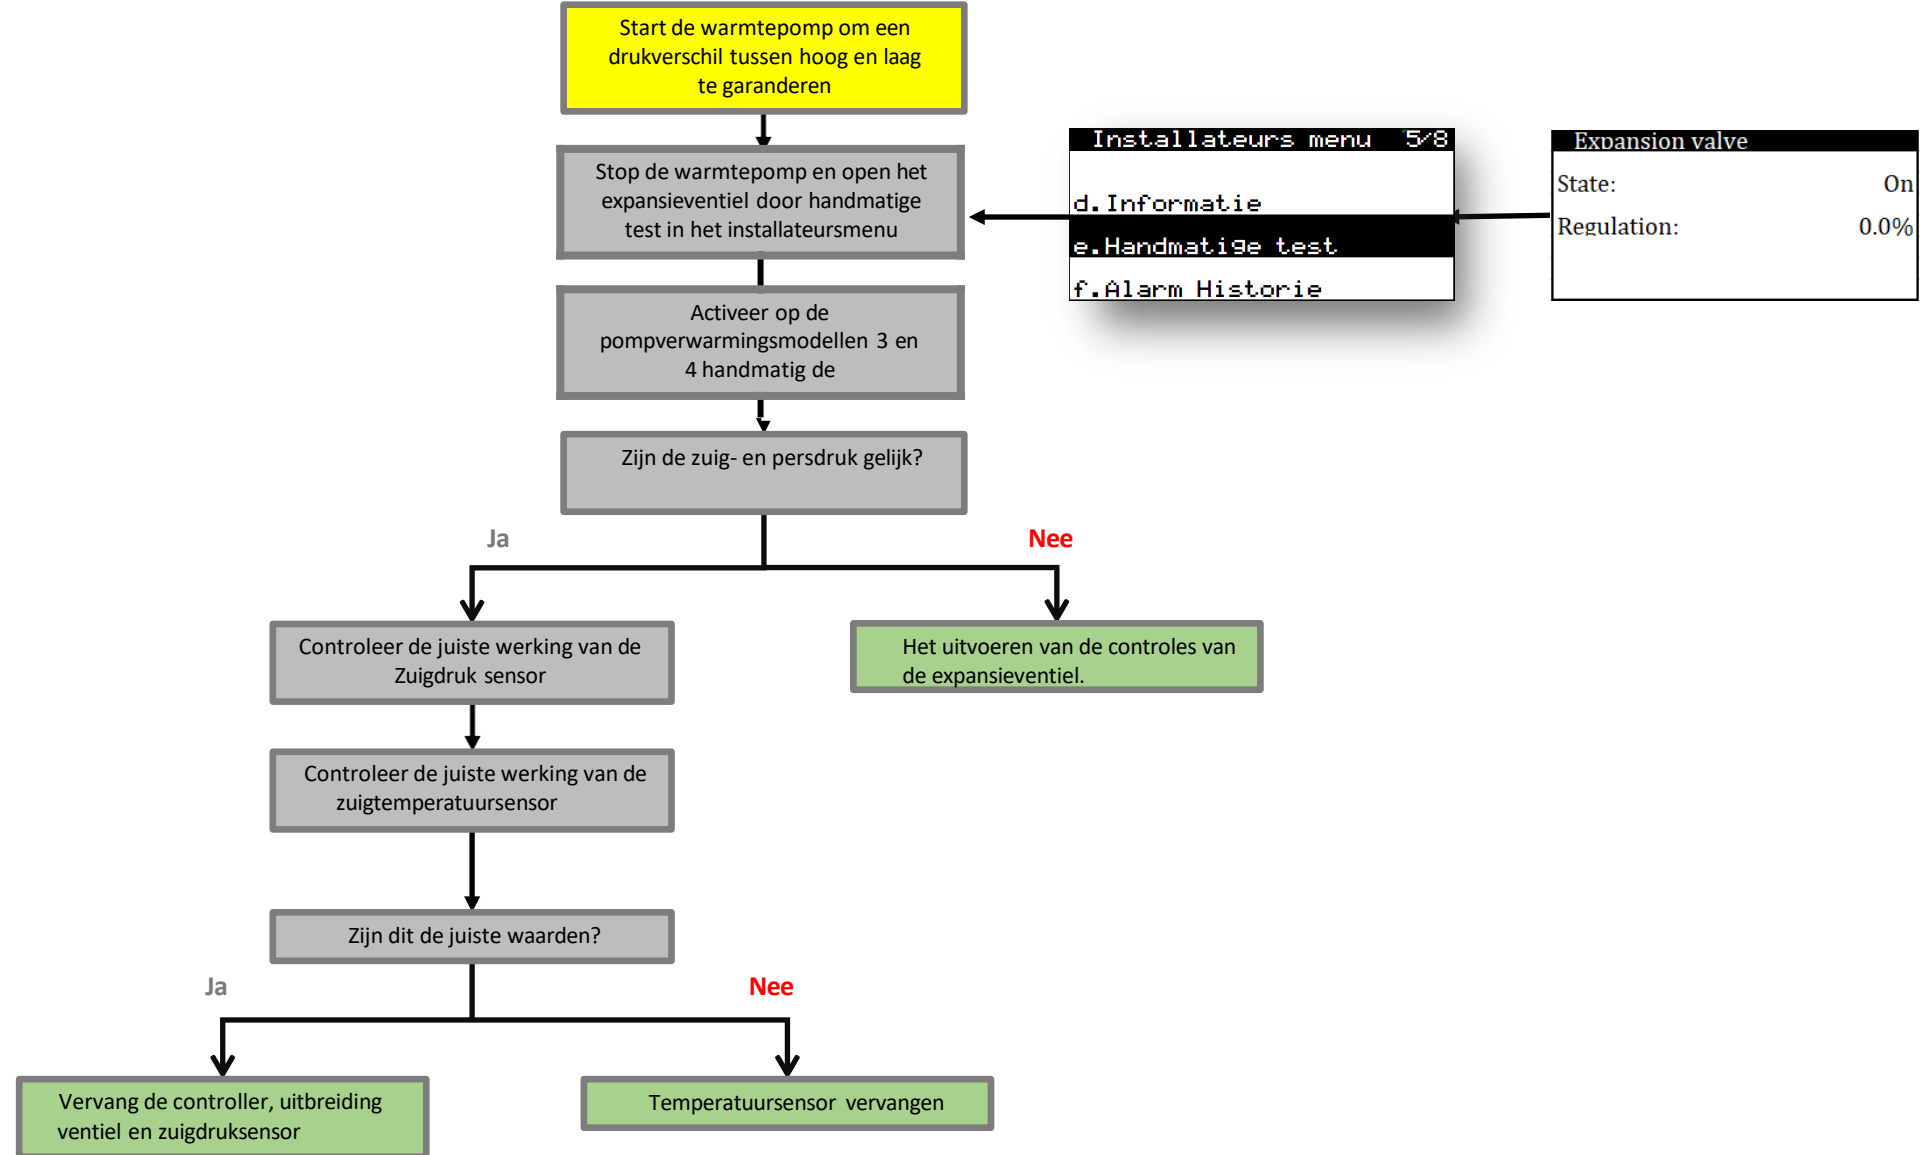 Start de warmtepomp om een
drukverschil tussen hoog en laag
te garanderen
Stop de warmtepomp en open het
expansieventiel door handmatige
test in het installateursmenu
Installateurs menu 5/8
d.Informatie
e.Handmatige test
f.Alarm Historie
Expansion valve
State: On
Regulation: 0.0%
Activeer op de
pompverwarmingsmodellen 3 en
4 handmatig de
Zijn de zuig- en persdruk gelijk?
Ja
Nee
Controleer de juiste werking van de
Zuigdruk sensor
Het uitvoeren van de controles van
de expansieventiel.
Controleer de juiste werking van de
zuigtemperatuursensor
Zijn dit de juiste waarden?
Ja
Nee
Vervang de controller, uitbreiding
ventiel en zuigdruksensor
Temperatuursensor vervangen